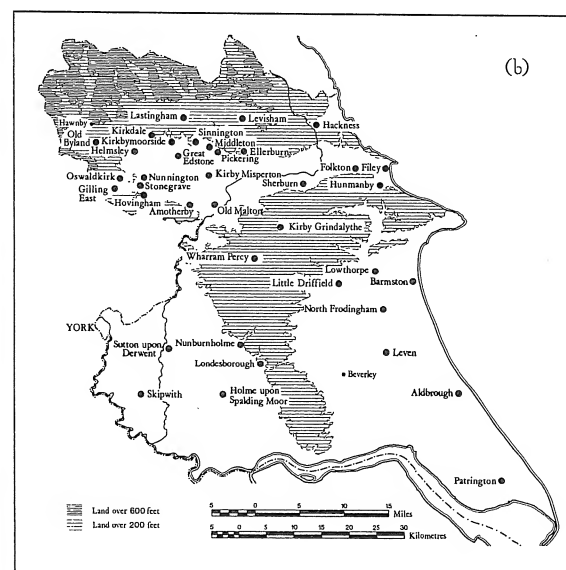 (b)
Lastingham
Levisham
Hawnby
Hackness
Kirkdale
Sinnington
Old
Byland
Kirkbymoorside
Middleton
Helmsley
Great
Edstone
Pickering
Ellerburn
Oswaldkirk
Nunnington
Kirby Misperton
Folkton
Filey
Stonegrave
Sherburn
Hunmanby
Gilling
East
Hovingham
Amotherby
Old Malton
Kirby Grindalythe
Wharram Percy
Lowthorpe
Little Driffield
Barmston
North Frodingham
YORK
Sutton upon
Derwent
Nunburnholme
Leven
Londesborough
Beverley
Skipwith
Holme upon
Spalding Moor
Aldbrough
Patrington
Land over 600 feet
Land over 200 feet
5 0 5 10 15
Miles
5 0 5 10 15 20 25 30
Kilometres